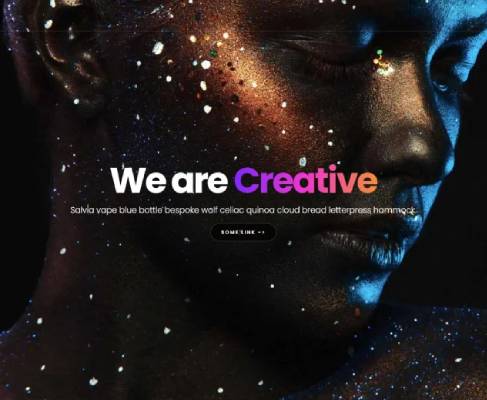 We are Creative
Salvia vape blue bottle bespoke wolf celiac quinoa cloud bread letterpress hammock.
SOME LINK